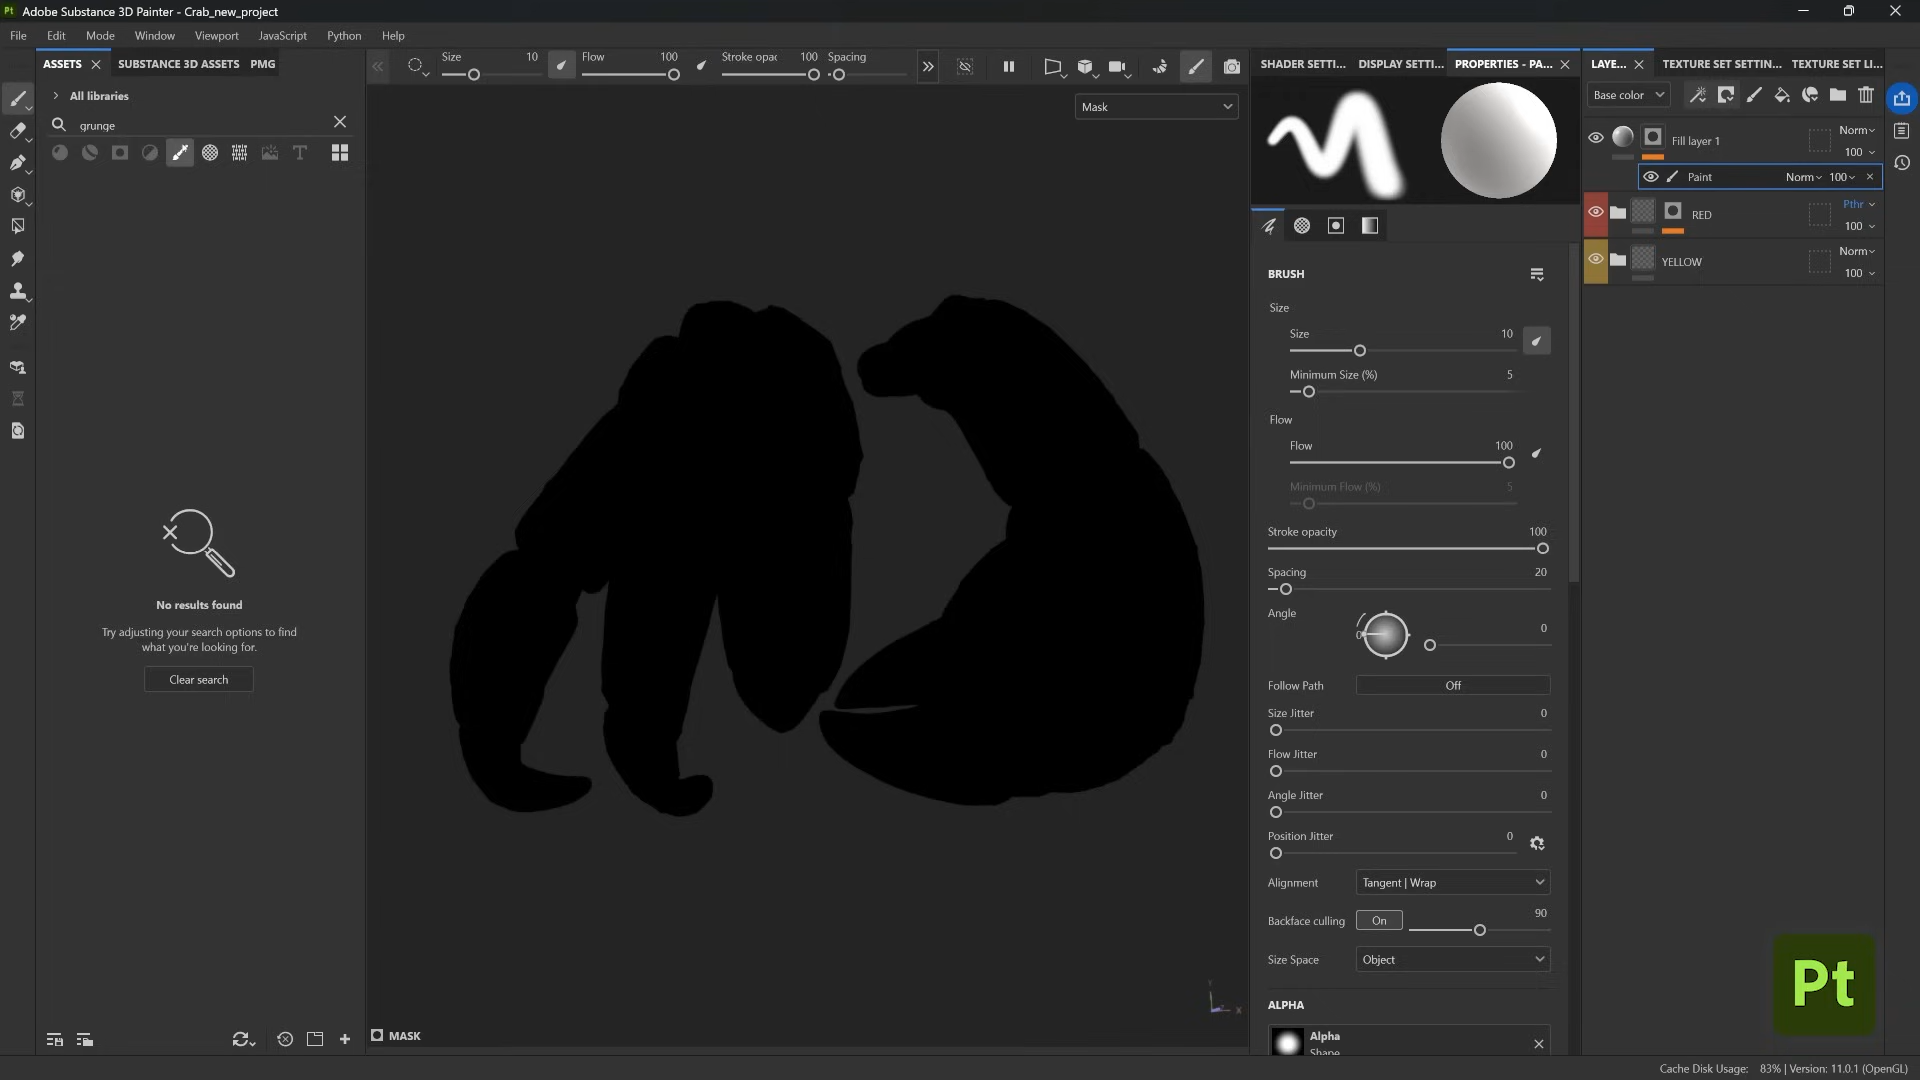 Pt Adobe Substance 3D Painter - Crab_new_project
File Edit Mode Window Viewport JavaScript Python Help
ASSETS SUBSTANCE 3D ASSETS PMG
Size 10 Flow 100 Stroke opac 100 Spacing
SHADER SETTI... DISPLAY SETTI... PROPERTIES - PA...
LAYE... TEXTURE SET SETTIN... TEXTURE SET LI...
All libraries
grunge
Mask
Base color
Fill layer 1 Norm
100
Paint Norm 100
RED Pthr
100
YELLOW Norm
100
No results found
Try adjusting your search options to find
what you're looking for.
Clear search
BRUSH
Size
Size 10
Minimum Size (%) 5
Flow
Flow 100
Minimum Flow (%) 5
Stroke opacity 100
Spacing 20
Angle
0 0
Follow Path Off
Size Jitter 0
Flow Jitter 0
Angle Jitter 0
Position Jitter 0
Alignment Tangent | Wrap
Backface culling On 90
Size Space Object
ALPHA
Alpha
Shape
Y
X
MASK
Pt
Cache Disk Usage: 83% | Version: 11.0.1 (OpenGL)